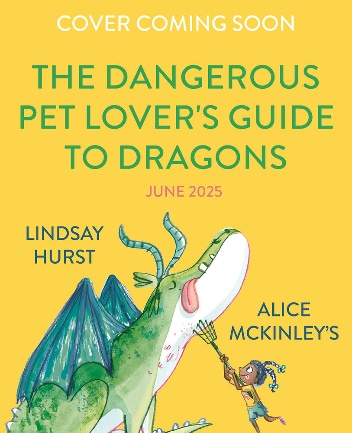 COVER COMING SOON
THE DANGEROUS
PET LOVER'S GUIDE
TO DRAGONS
JUNE 2025
LINDSAY
HURST
ALICE
MCKINLEY'S